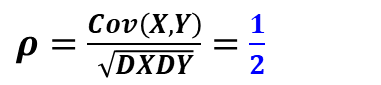 ρ = Cov(X,Y) / √DXDY = 1/2